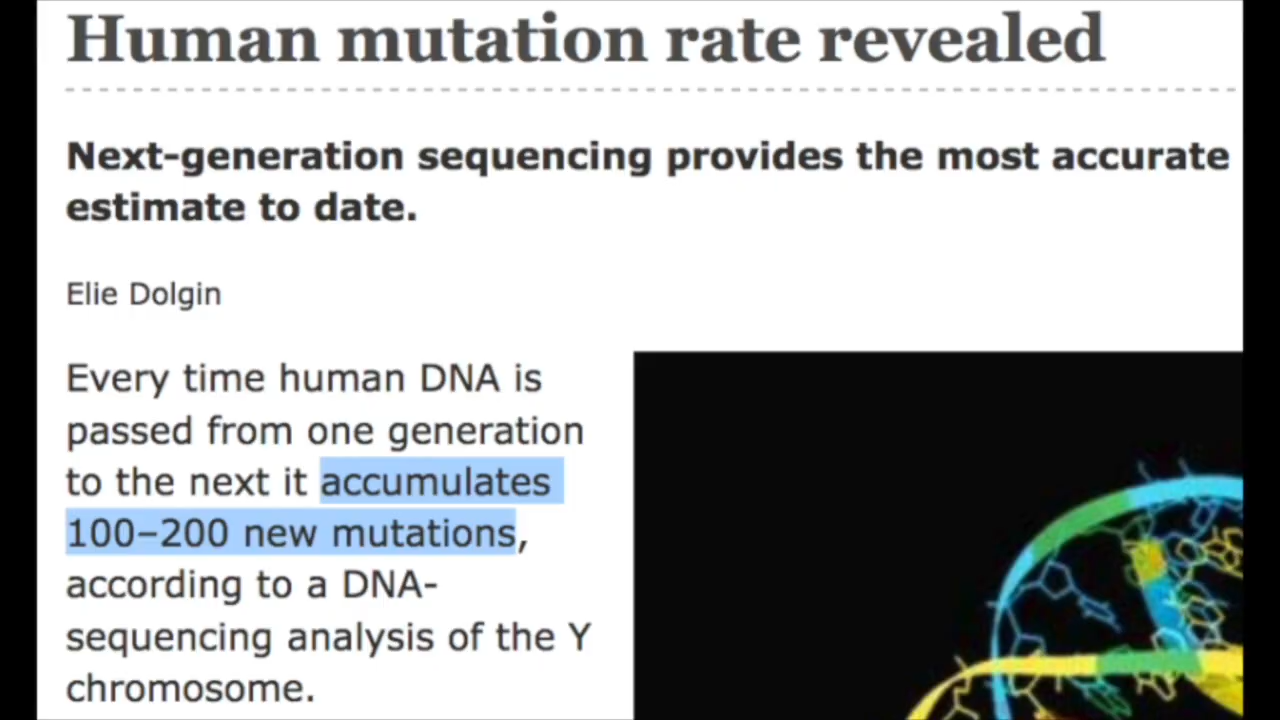 Human mutation rate revealed
Next-generation sequencing provides the most accurate
estimate to date.
Elie Dolgin
Every time human DNA is
passed from one generation
to the next it accumulates
100–200 new mutations,
according to a DNA-
sequencing analysis of the Y
chromosome.